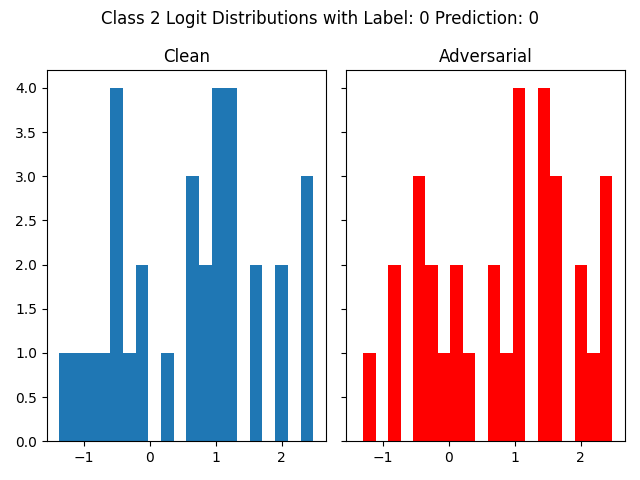 Class 2 Logit Distributions with Label: 0 Prediction: 0
Clean
Adversarial
4.0
3.5
3.0
2.5
2.0
1.5
1.0
0.5
0.0
−1 0 1 2
−1 0 1 2